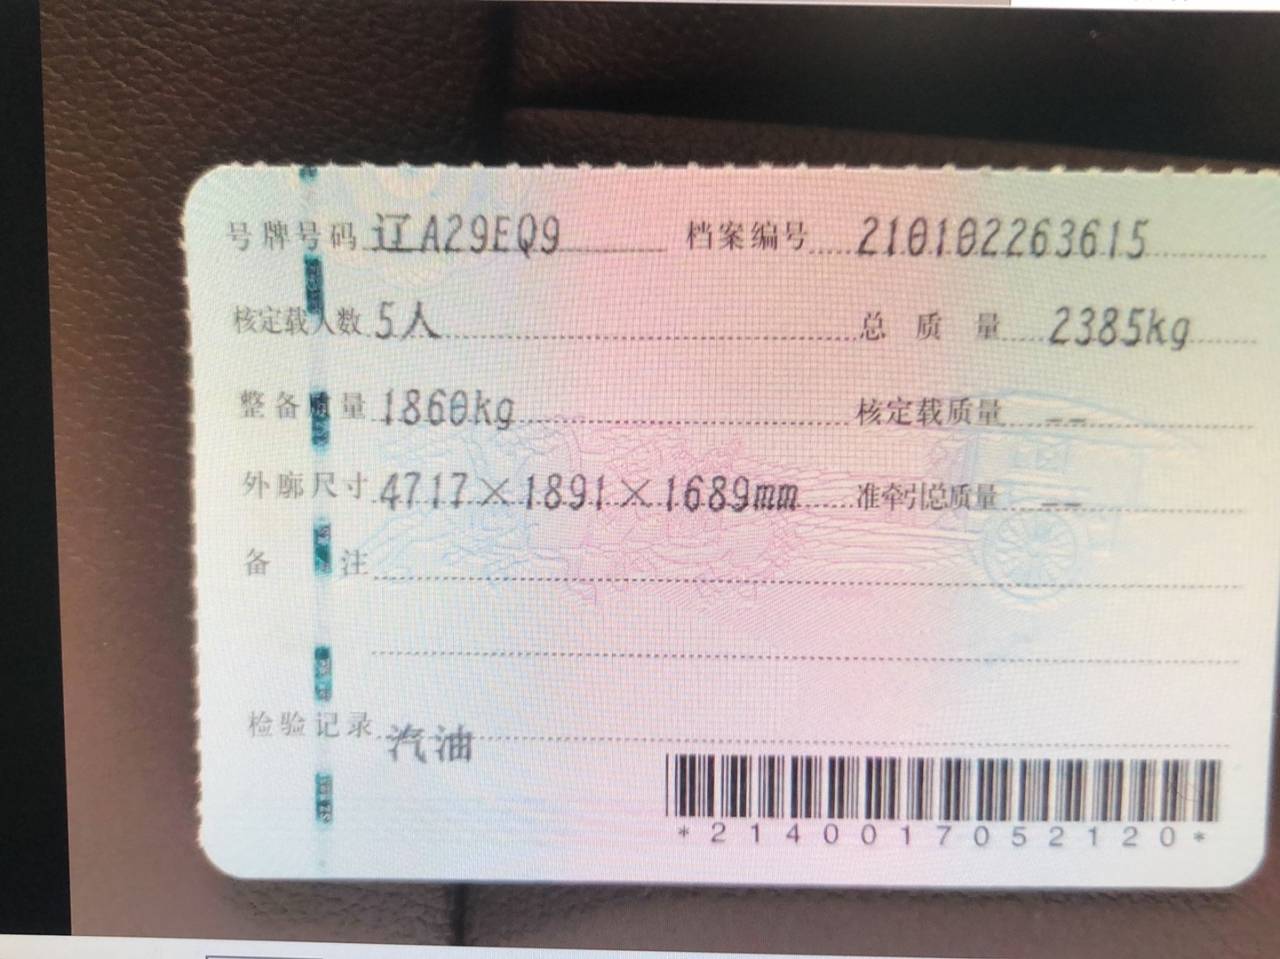 号牌号码 辽A29EQ9 档案编号 210102263615
核定载人数 5人 总质量 2385kg
整备质量 1860kg 核定载质量 --
外廓尺寸 4717×1891×1689mm 准牵引总质量 --
备注
检验记录 汽油
*2140017052120*